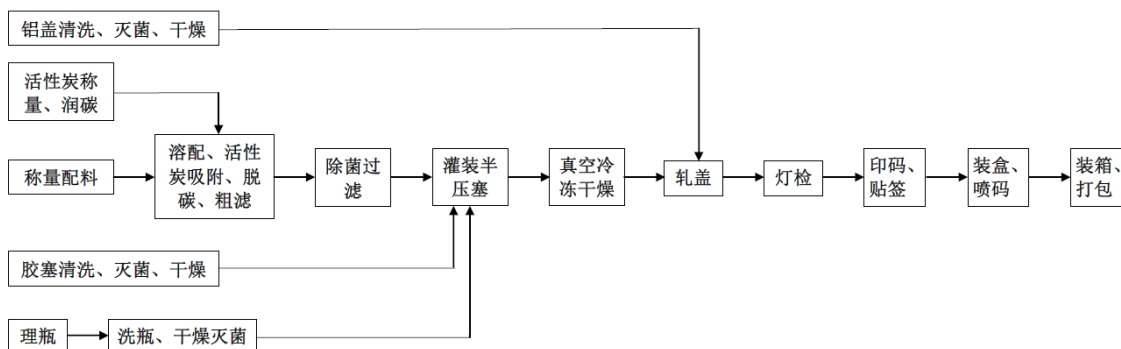 铝盖清洗、灭菌、干燥
活性炭称
量、润碳
称量配料
溶配、活性
炭吸附、脱
碳、粗滤
除菌过
滤
灌装半
压塞
真空冷
冻干燥
轧盖
灯检
印码、
贴签
装盒、
喷码
装箱、
打包
胶塞清洗、灭菌、干燥
理瓶
洗瓶、干燥灭菌